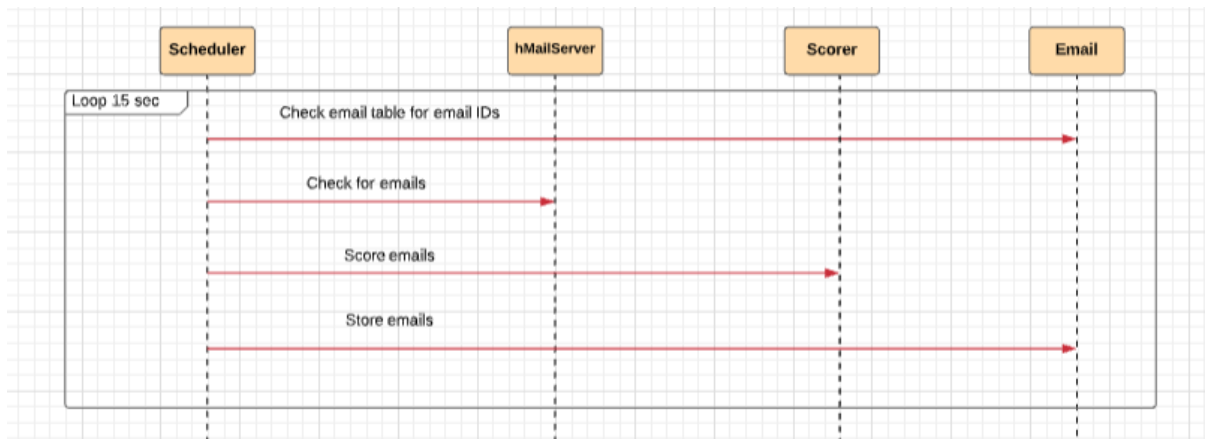 Scheduler
hMailServer
Scorer
Email
Loop 15 sec
Check email table for email IDs
Check for emails
Score emails
Store emails